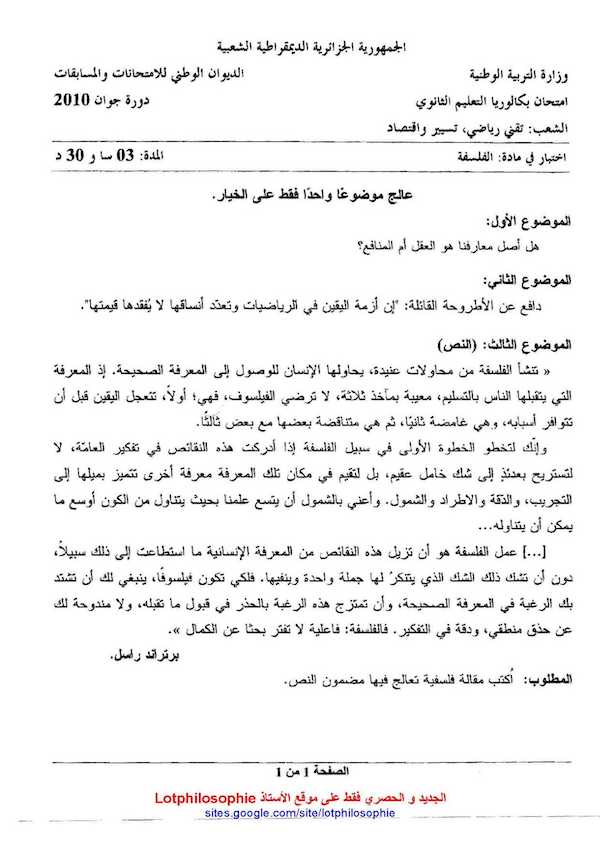 الجمهورية الجزائرية الديمقراطية الشعبية
وزارة التربية الوطنية
الديوان الوطني للامتحانات والمسابقات
امتحان بكالوريا التعليم الثانوي
دورة جوان 2010
الشعب: تقني رياضي، تسيير واقتصاد
اختبار في مادة: الفلسفة
المدة: 03 سا و 30 د
عالج موضوعًا واحدًا فقط على الخيار.
الموضوع الأول:
هل أصل معارفنا هو العقل أم المنافع؟
الموضوع الثاني:
دافع عن الأطروحة القائلة: "إن أزمة اليقين في الرياضيات وتعدّد أنساقها لا يُفقدها قيمتها".
الموضوع الثالث: (النص)
« تنشأ الفلسفة من محاولات عنيدة، يحاولها الإنسان للوصول إلى المعرفة الصحيحة. إذ المعرفة
التي يتقبلها الناس بالتسليم، معيبة بمآخذ ثلاثة، لا ترضي الفيلسوف، فهي؛ أولاً، تتعجل اليقين قبل أن
تتوافر أسبابه، وهي غامضة ثانيًا، ثم هي متناقضة بعضها مع بعض ثالثًا.
وإنّك لتخطو الخطوة الأولى في سبيل الفلسفة إذا أدركت هذه النقائص في تفكير العامّة، لا
لتستريح بعدئذٍ إلى شك خامل عقيم، بل لتقيم في مكان تلك المعرفة معرفة أخرى تتميز بميلها إلى
التجريب، والدّقة والاطراد والشمول. وأعني بالشمول أن يتسع علمنا بحيث يتناول من الكون أوسع ما
يمكن أن يتناوله...
[...] عمل الفلسفة هو أن تزيل هذه النقائص من المعرفة الإنسانية ما استطاعت إلى ذلك سبيلاً،
دون أن تشك ذلك الشك الذي يتنكرُ لها جملة واحدة وينفيها. فلكي تكون فيلسوفًا، ينبغي لك أن تشتد
بك الرغبة في المعرفة الصحيحة، وأن تمتزج هذه الرغبة بالحذر في قبول ما تقبله، ولا مندوحة لك
عن حذق منطقي، ودقة في التفكير. فالفلسفة: فاعلية لا تفتر بحثا عن الكمال ».
برتراند راسل.
المطلوب: أكتب مقالة فلسفية تعالج فيها مضمون النص.
الصفحة 1 من 1
الجديد و الحصري فقط على موقع الأستاذ Lotphilosophie
sites.google.com/site/lotphilosophie